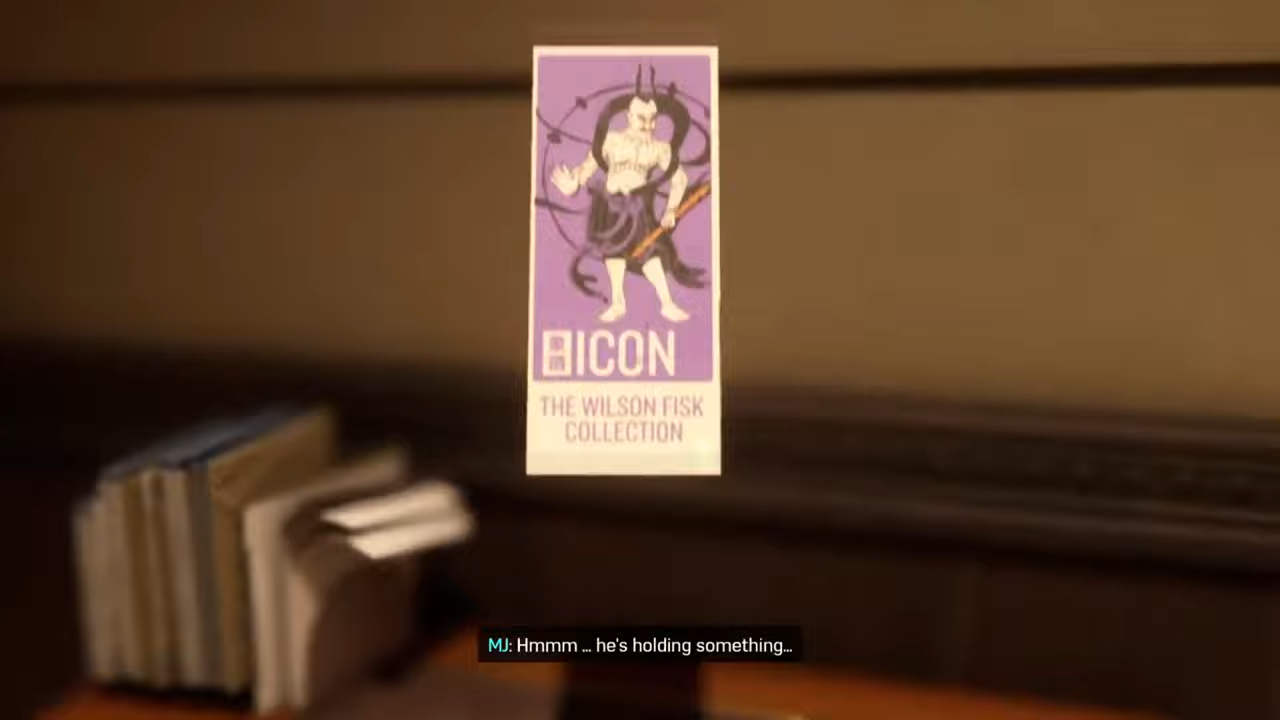 ICON
THE WILSON FISK
COLLECTION
MJ: Hmmm ... he's holding something...